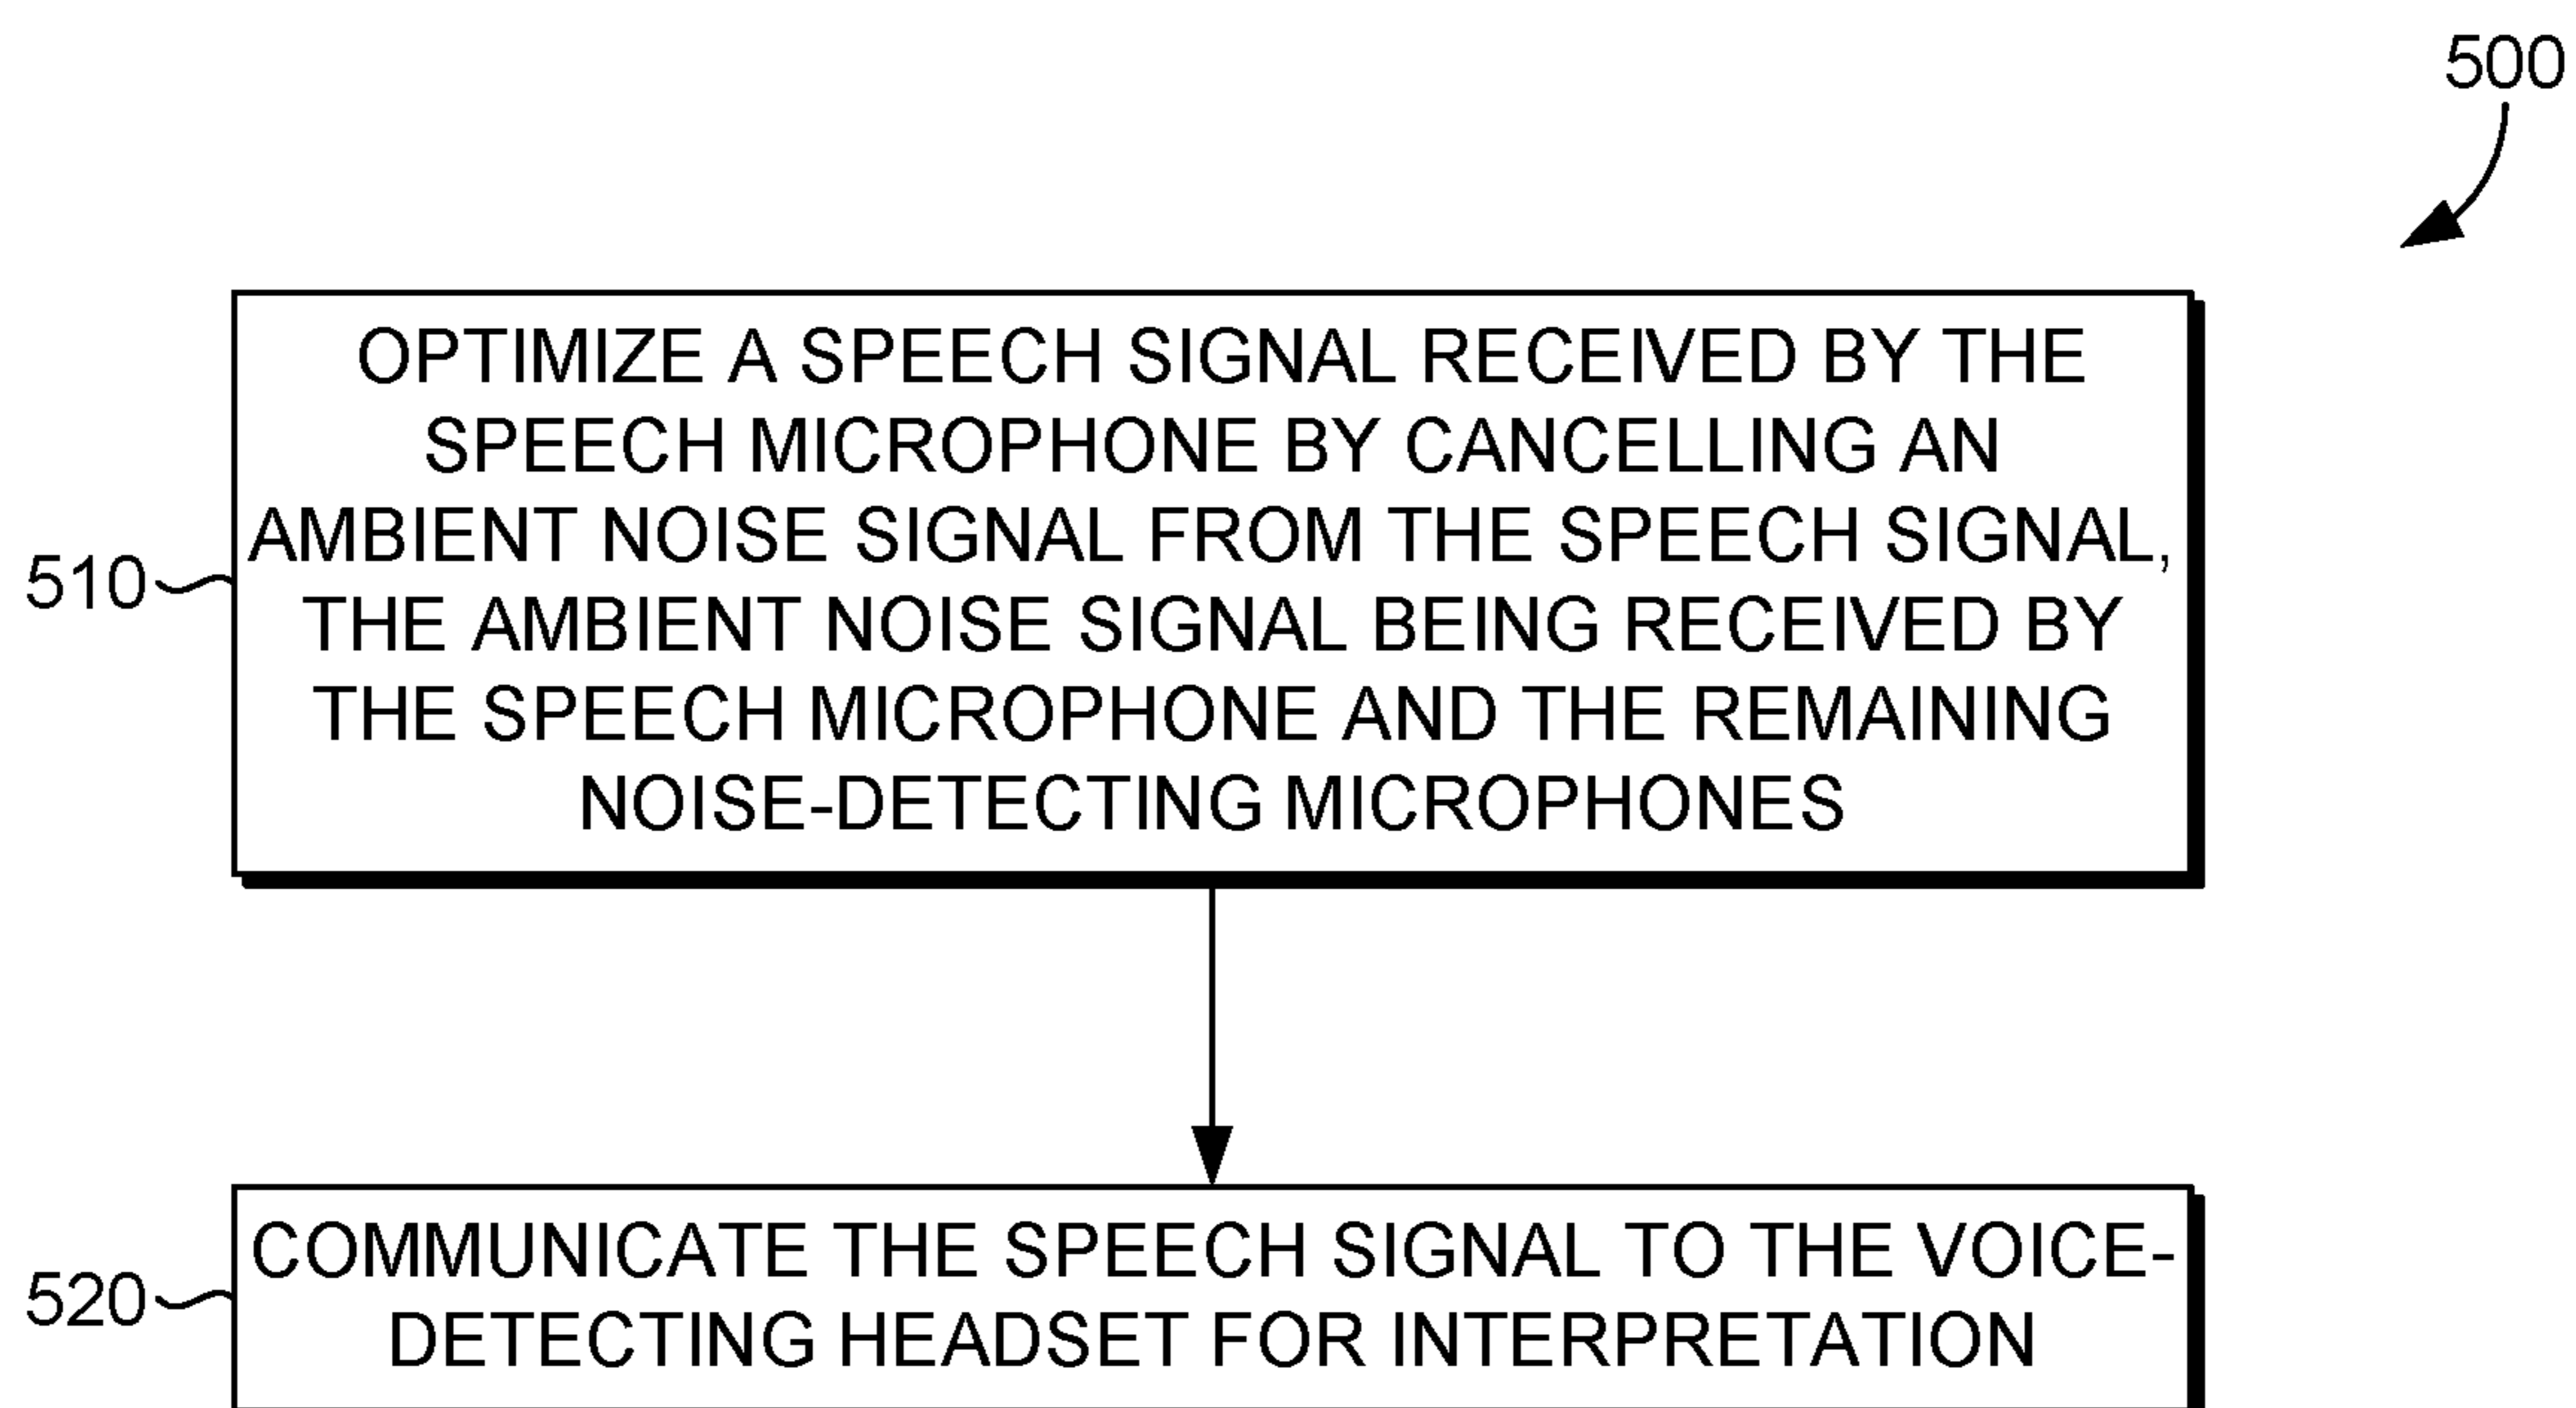 500
OPTIMIZE A SPEECH SIGNAL RECEIVED BY THE
SPEECH MICROPHONE BY CANCELLING AN
AMBIENT NOISE SIGNAL FROM THE SPEECH SIGNAL,
510
THE AMBIENT NOISE SIGNAL BEING RECEIVED BY
THE SPEECH MICROPHONE AND THE REMAINING
NOISE-DETECTING MICROPHONES
COMMUNICATE THE SPEECH SIGNAL TO THE VOICE-
520
DETECTING HEADSET FOR INTERPRETATION